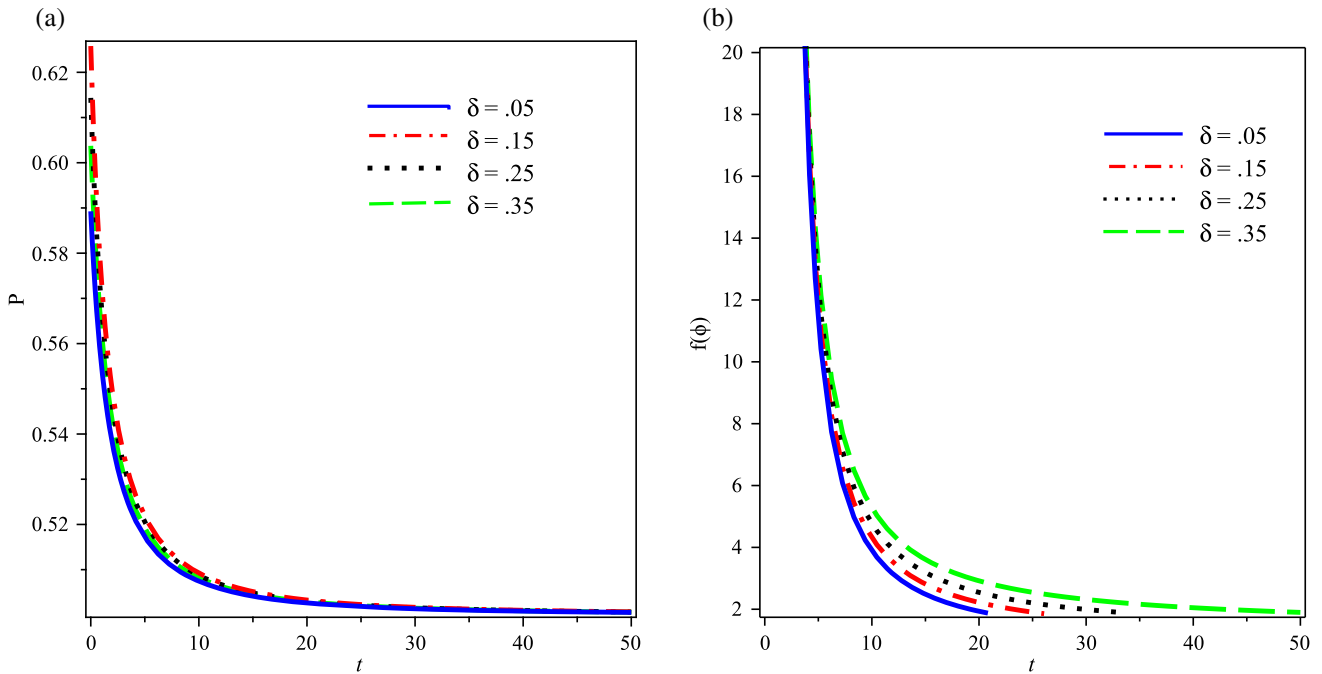 (a)
0.62
0.60
0.58
0.56
0.54
0.52
P
δ = .05
δ = .15
δ = .25
δ = .35
0 10 20 30 40 50
t
(b)
20
18
16
14
12
10
8
6
4
2
f(ϕ)
δ = .05
δ = .15
δ = .25
δ = .35
0 10 20 30 40 50
t